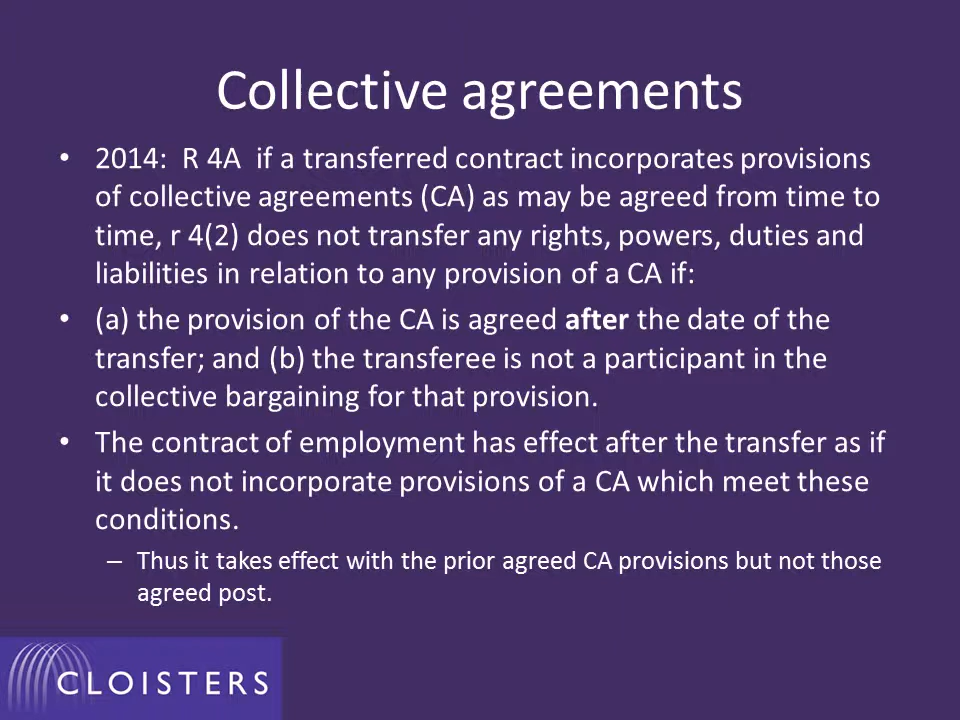 Collective agreements
• 2014: R 4A if a transferred contract incorporates provisions
of collective agreements (CA) as may be agreed from time to
time, r 4(2) does not transfer any rights, powers, duties and
liabilities in relation to any provision of a CA if:
• (a) the provision of the CA is agreed after the date of the
transfer; and (b) the transferee is not a participant in the
collective bargaining for that provision.
• The contract of employment has effect after the transfer as if
it does not incorporate provisions of a CA which meet these
conditions.
– Thus it takes effect with the prior agreed CA provisions but not those
agreed post.
CLOISTERS